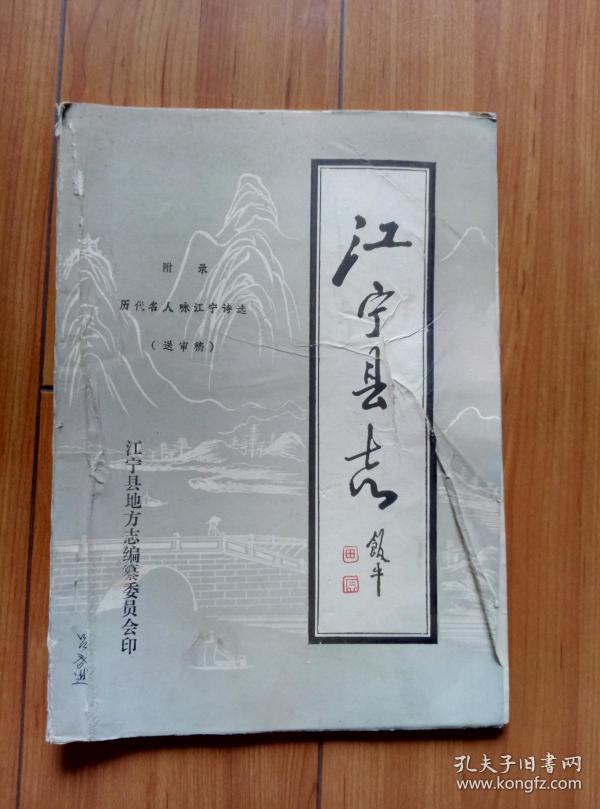 江宁县志
附录
历代名人咏江宁诗选
(送审稿)
江宁县地方志编纂委员会印
孔夫子旧书网
www.kongfz.com